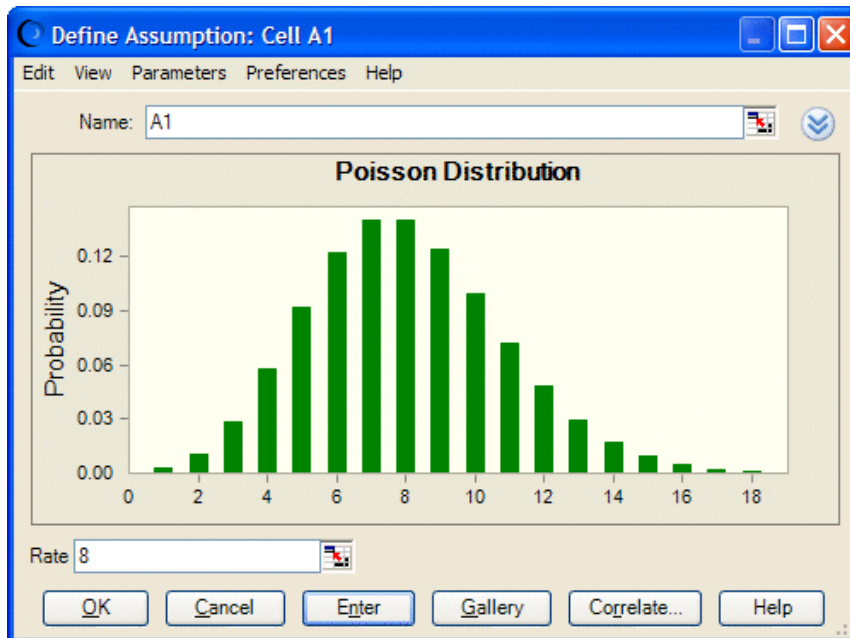 Define Assumption: Cell A1
Edit View Parameters Preferences Help
Name: A1
Poisson Distribution
Probability
0.12
0.09
0.06
0.03
0.00
0 2 4 6 8 10 12 14 16 18
Rate 8
OK Cancel Enter Gallery Correlate... Help